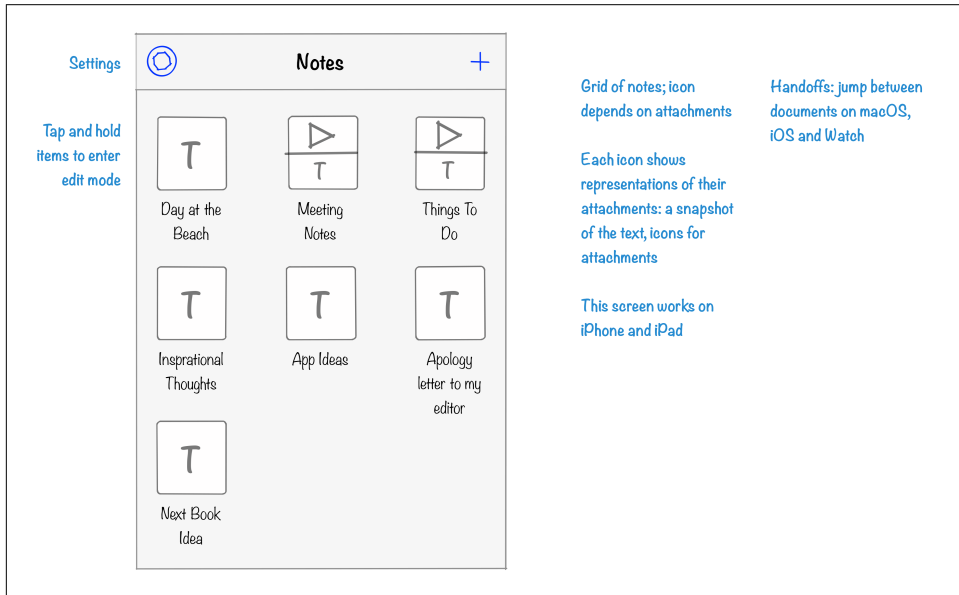 Settings
Notes
+
Tap and hold
items to enter
edit mode
T
T
T
Day at the
Beach
Meeting
Notes
Things To
Do
T
T
T
Insprational
Thoughts
App Ideas
Apology
letter to my
editor
T
Next Book
Idea
Grid of notes; icon
depends on attachments
Each icon shows
representations of their
attachments: a snapshot
of the text, icons for
attachments
This screen works on
iPhone and iPad
Handoffs: jump between
documents on macOS,
iOS and Watch